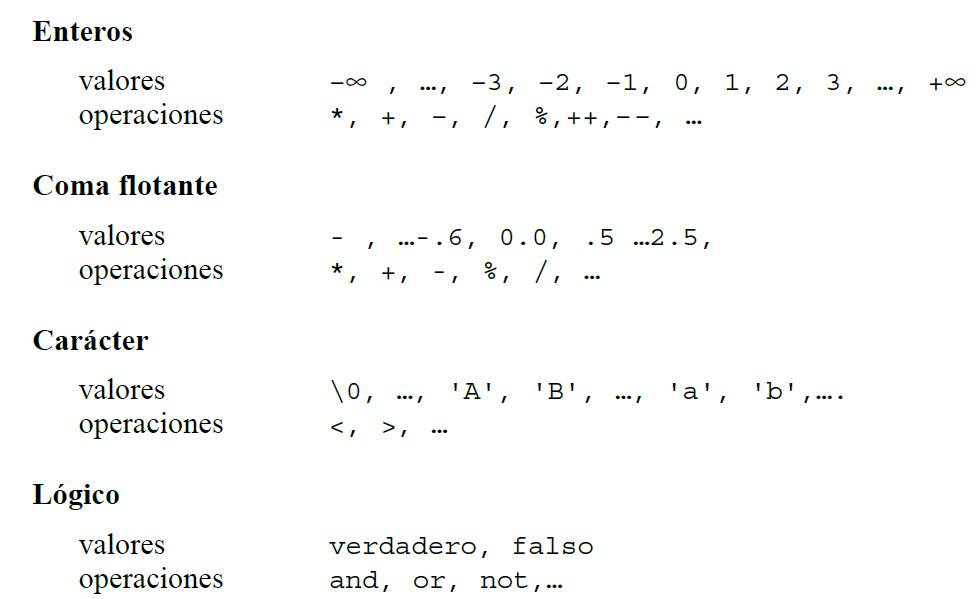 Enteros
valores –∞ , …, –3, –2, –1, 0, 1, 2, 3, …, +∞
operaciones *, +, –, /, %,++,--, …
Coma flotante
valores - , …-.6, 0.0, .5 …2.5,
operaciones *, +, -, %, /, …
Carácter
valores \0, …, 'A', 'B', …, 'a', 'b',….
operaciones <, >, …
Lógico
valores verdadero, falso
operaciones and, or, not,…